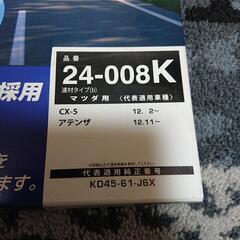 品番
24-008K
濾材タイプ(b)
マツダ用 〈代表適用車種〉
CX-5 12. 2~
アテンザ 12.11~
採用
を
ます。
代表適用純正番号
KD45-61-J6X